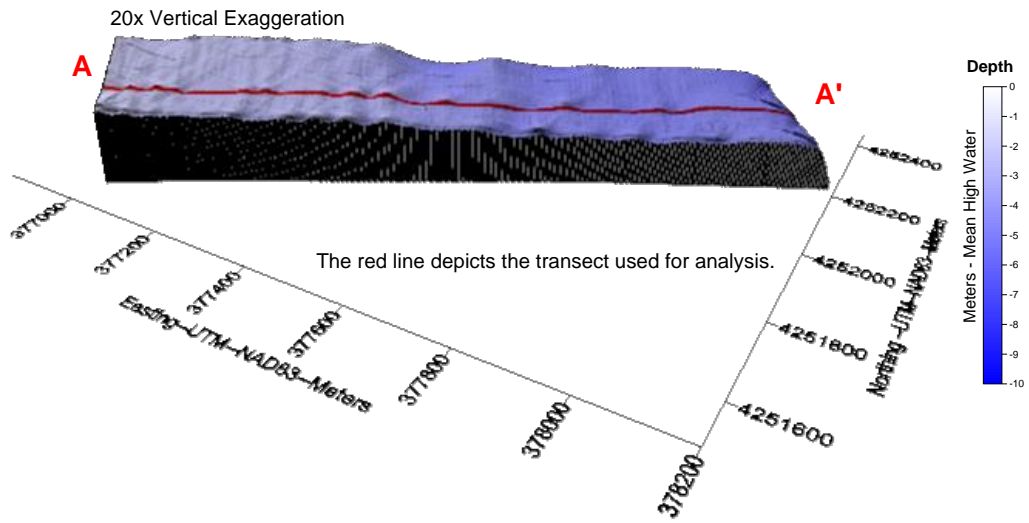 20x Vertical Exaggeration
A
A'
Depth
0
-1
-2
-3
-4
-5
-6
-7
-8
-9
-10
Meters - Mean High Water
The red line depicts the transect used for analysis.
377000
377200
377400
377600
377800
378000
378200
Easting-UTM-NAD83-Meters
4252400
4252200
4252000
4251800
4251600
Northing-UTM-NAD83-Meters